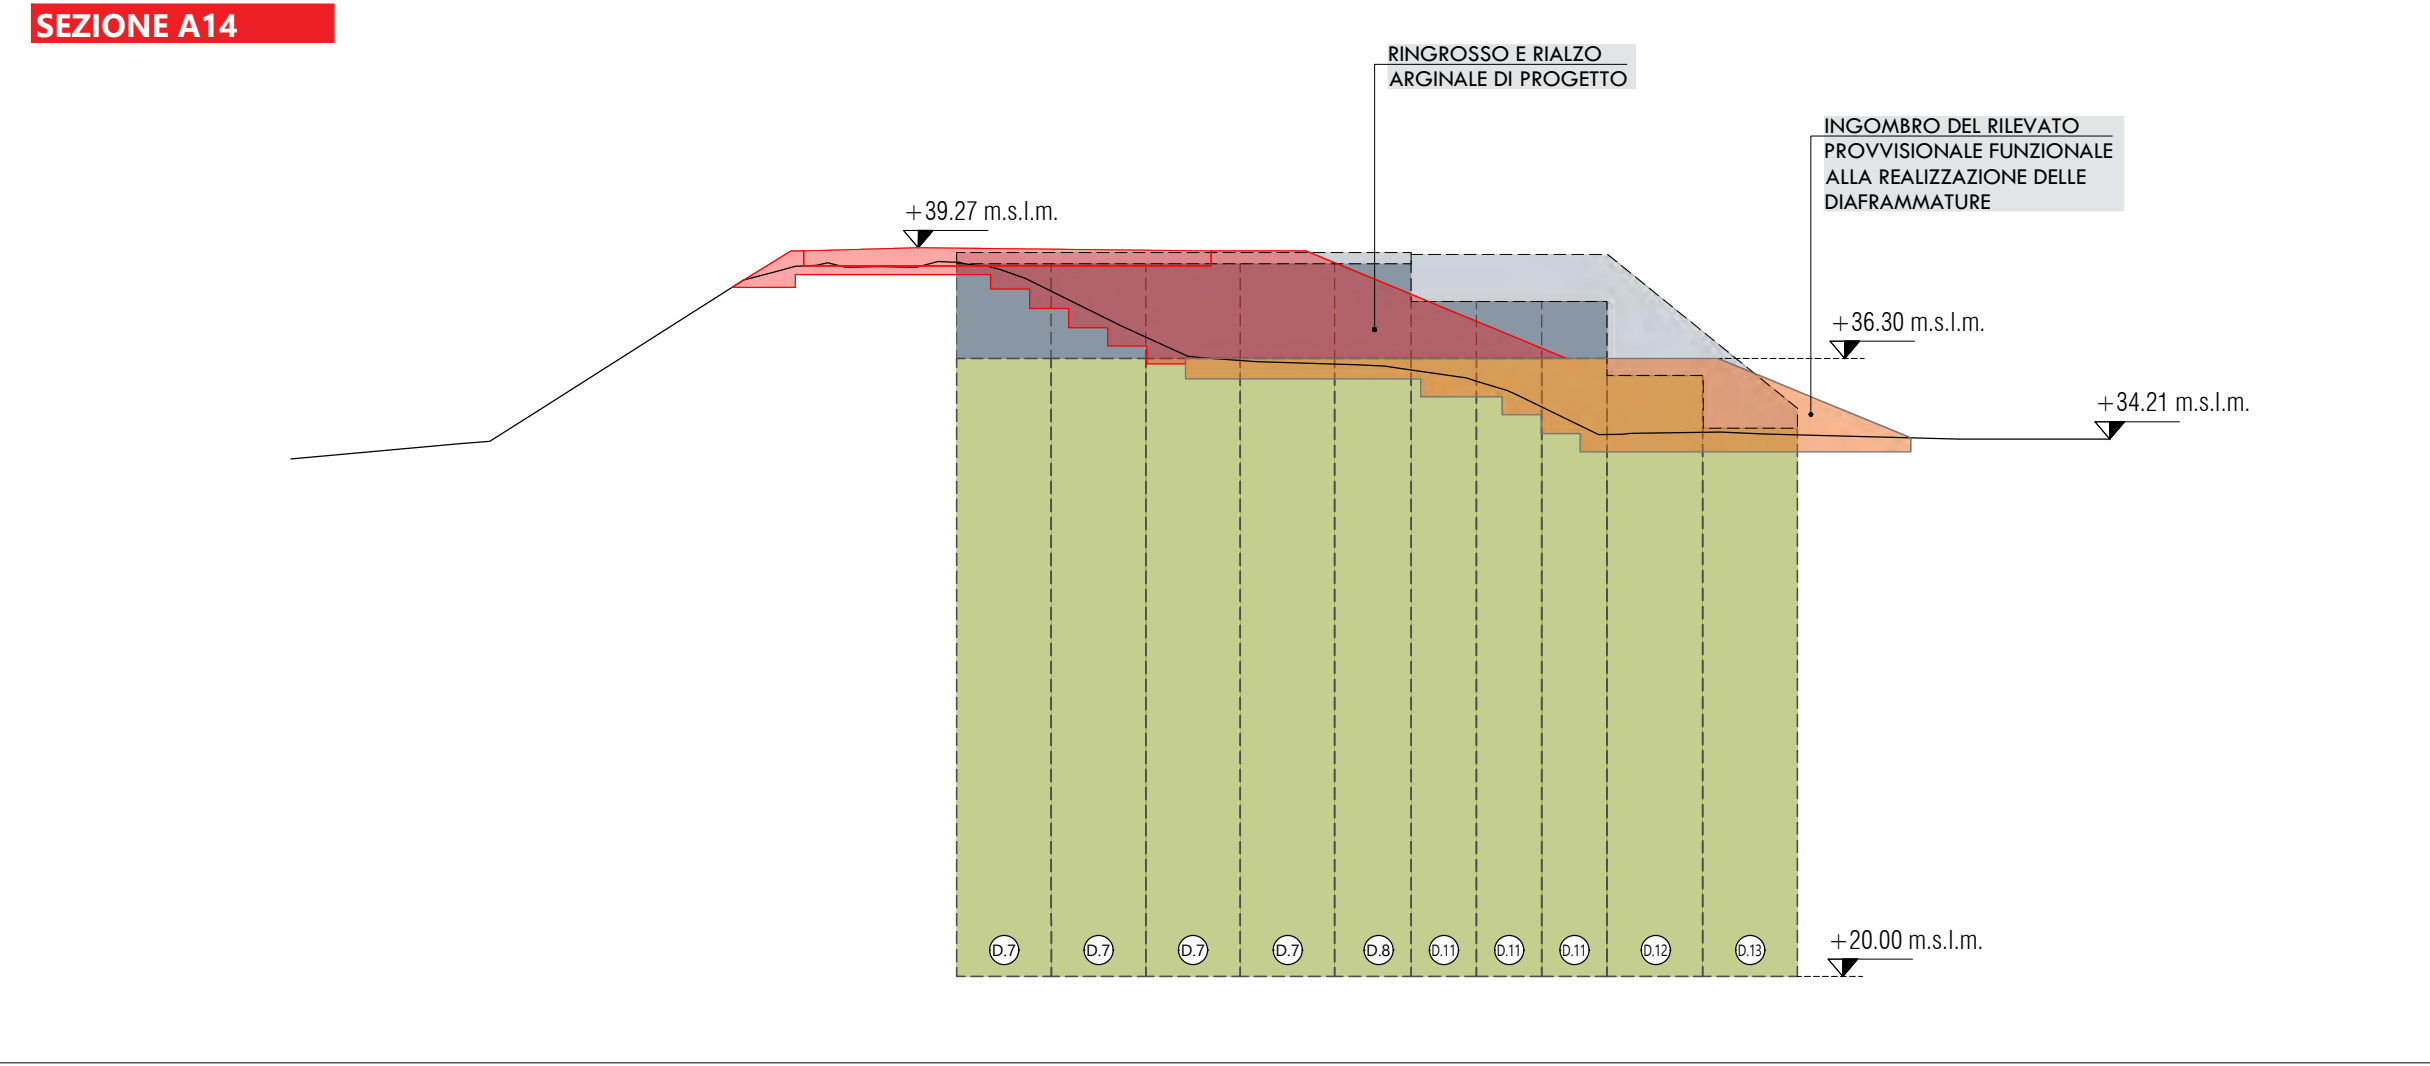 SEZIONE A14
RINGROSSO E RIALZO
ARGINALE DI PROGETTO
INGOMBRO DEL RILEVATO
PROVVISIONALE FUNZIONALE
ALLA REALIZZAZIONE DELLE
DIAFRAMMATURE
+39.27 m.s.l.m.
+36.30 m.s.l.m.
+34.21 m.s.l.m.
D.7 D.7 D.7 D.7 D.8 D.11 D.11 D.11 D.12 D.13
+20.00 m.s.l.m.